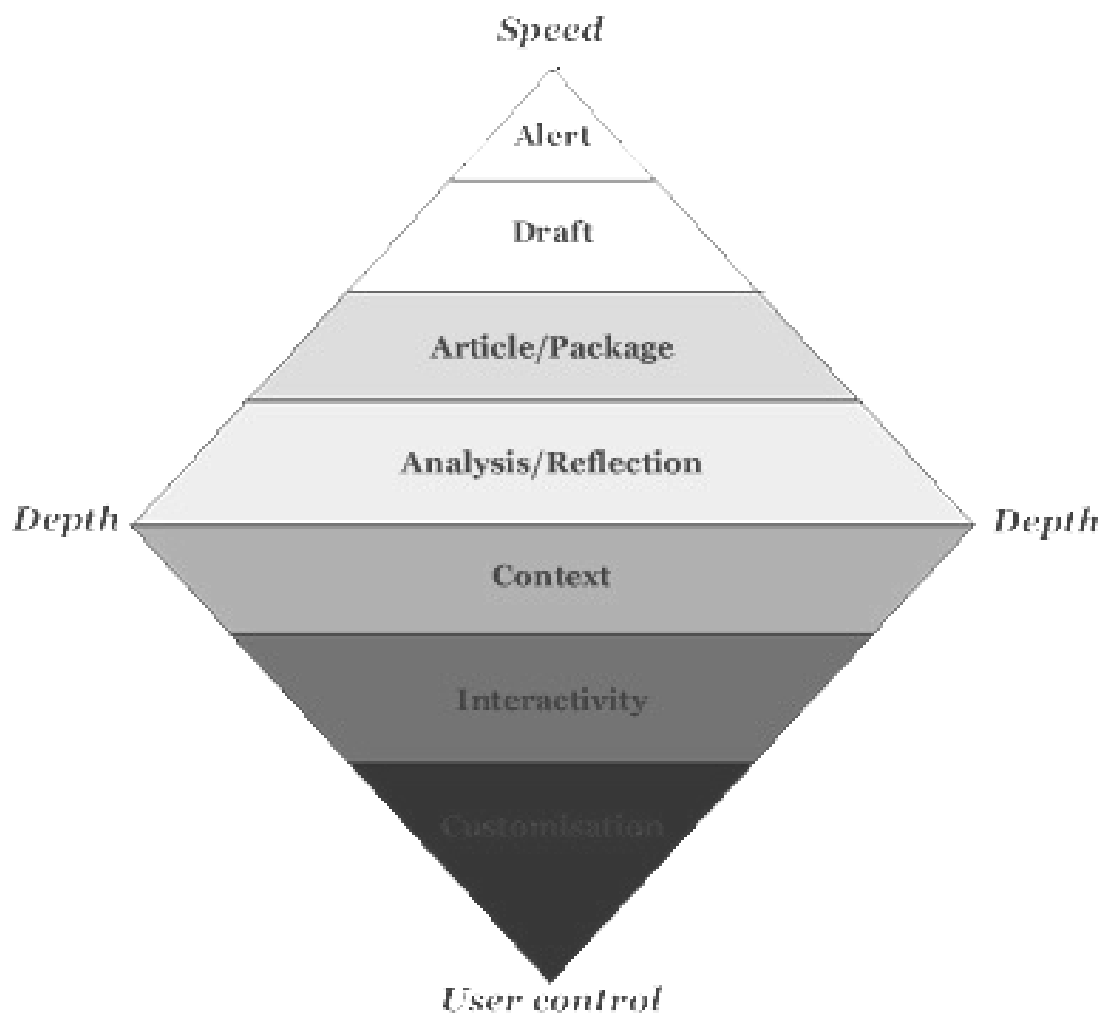 Speed
Alert
Draft
Article/Package
Analysis/Reflection
Depth
Depth
Context
Interactivity
Customisation
User control